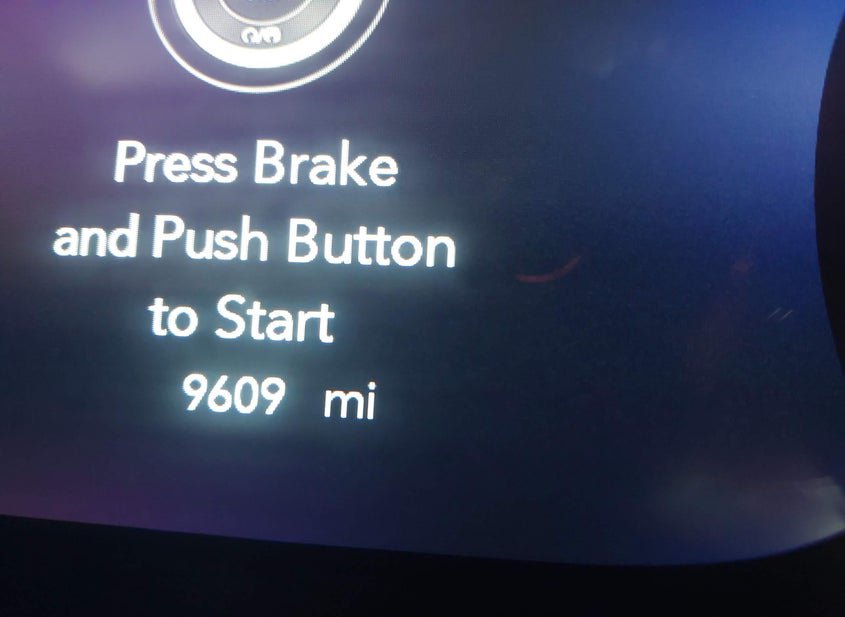 Press Brake
and Push Button
to Start
9609 mi